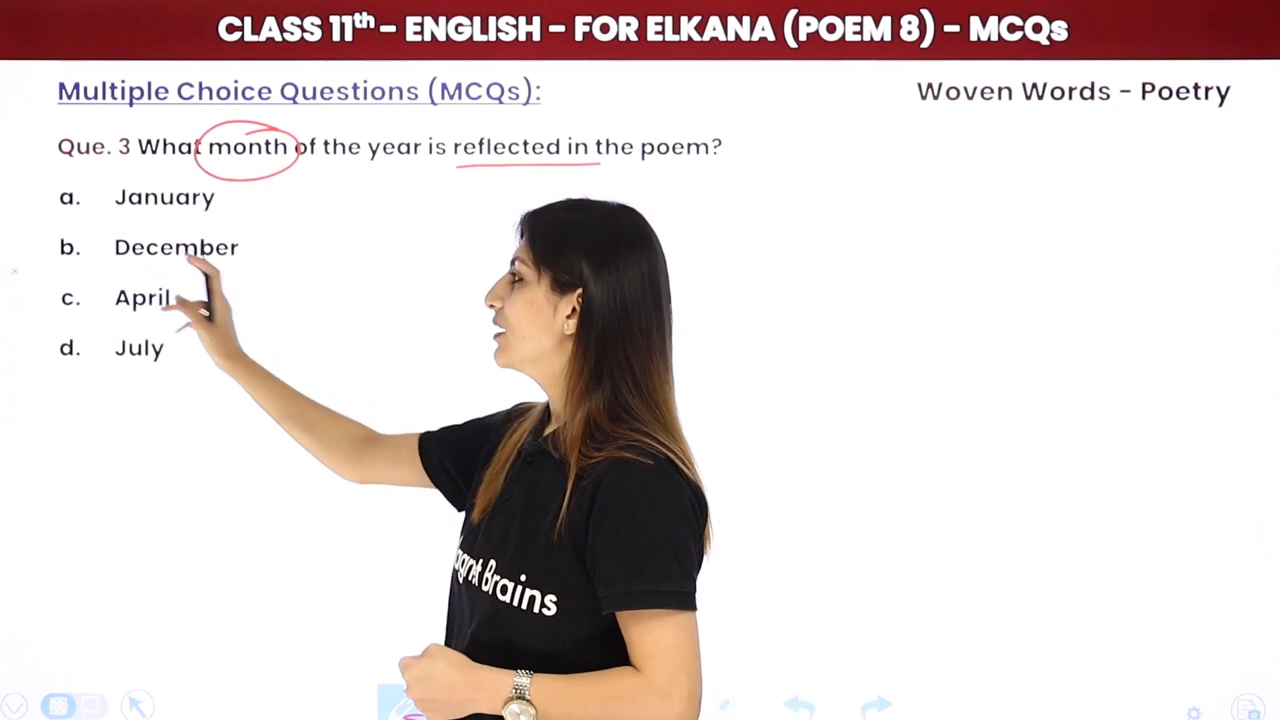 CLASS 11th - ENGLISH - FOR ELKANA (POEM 8) - MCQs
Multiple Choice Questions (MCQs):
Woven Words - Poetry
Que. 3 What month of the year is reflected in the poem?
a. January
b. December
c. April
d. July
Brains